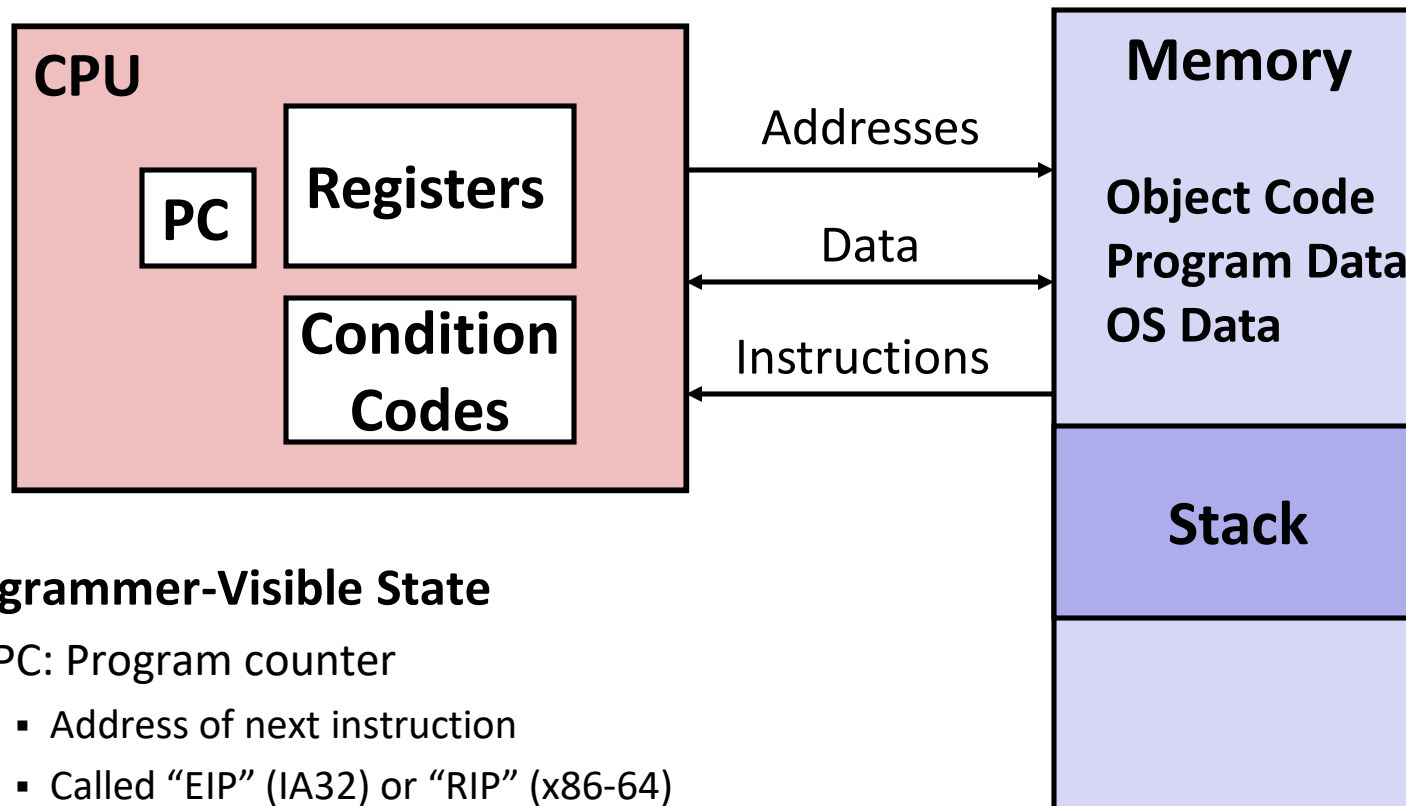 CPU
PC
Registers
Condition
Codes
Addresses
Data
Instructions
Memory
Object Code
Program Data
OS Data
Stack
grammer-Visible State
PC: Program counter
▪ Address of next instruction
▪ Called “EIP” (IA32) or “RIP” (x86-64)